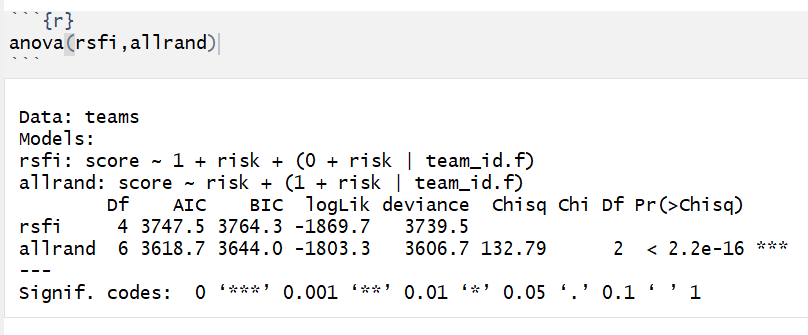 ```{r}
anova(rsfi,allrand)
```
Data: teams
Models:
rsfi: score ~ 1 + risk + (0 + risk | team_id.f)
allrand: score ~ risk + (1 + risk | team_id.f)
        Df    AIC    BIC  logLik deviance  Chisq Chi Df Pr(>Chisq)
rsfi     4 3747.5 3764.3 -1869.7   3739.5
allrand  6 3618.7 3644.0 -1803.3   3606.7 132.79      2  < 2.2e-16 ***
---
Signif. codes:  0 ‘***’ 0.001 ‘**’ 0.01 ‘*’ 0.05 ‘.’ 0.1 ‘ ’ 1